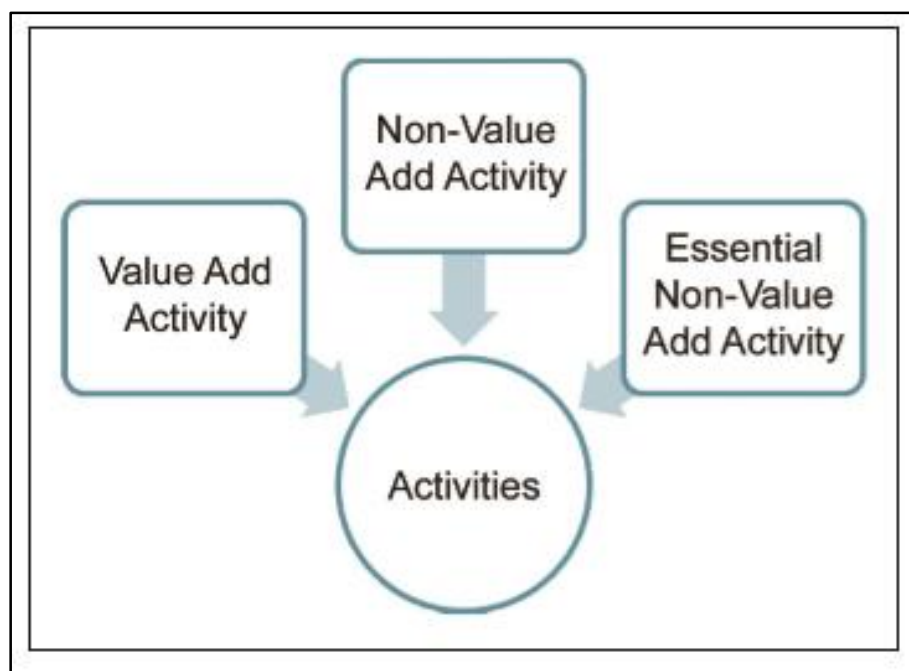 Non-Value
Add Activity
Value Add
Activity
Essential
Non-Value
Add Activity
Activities